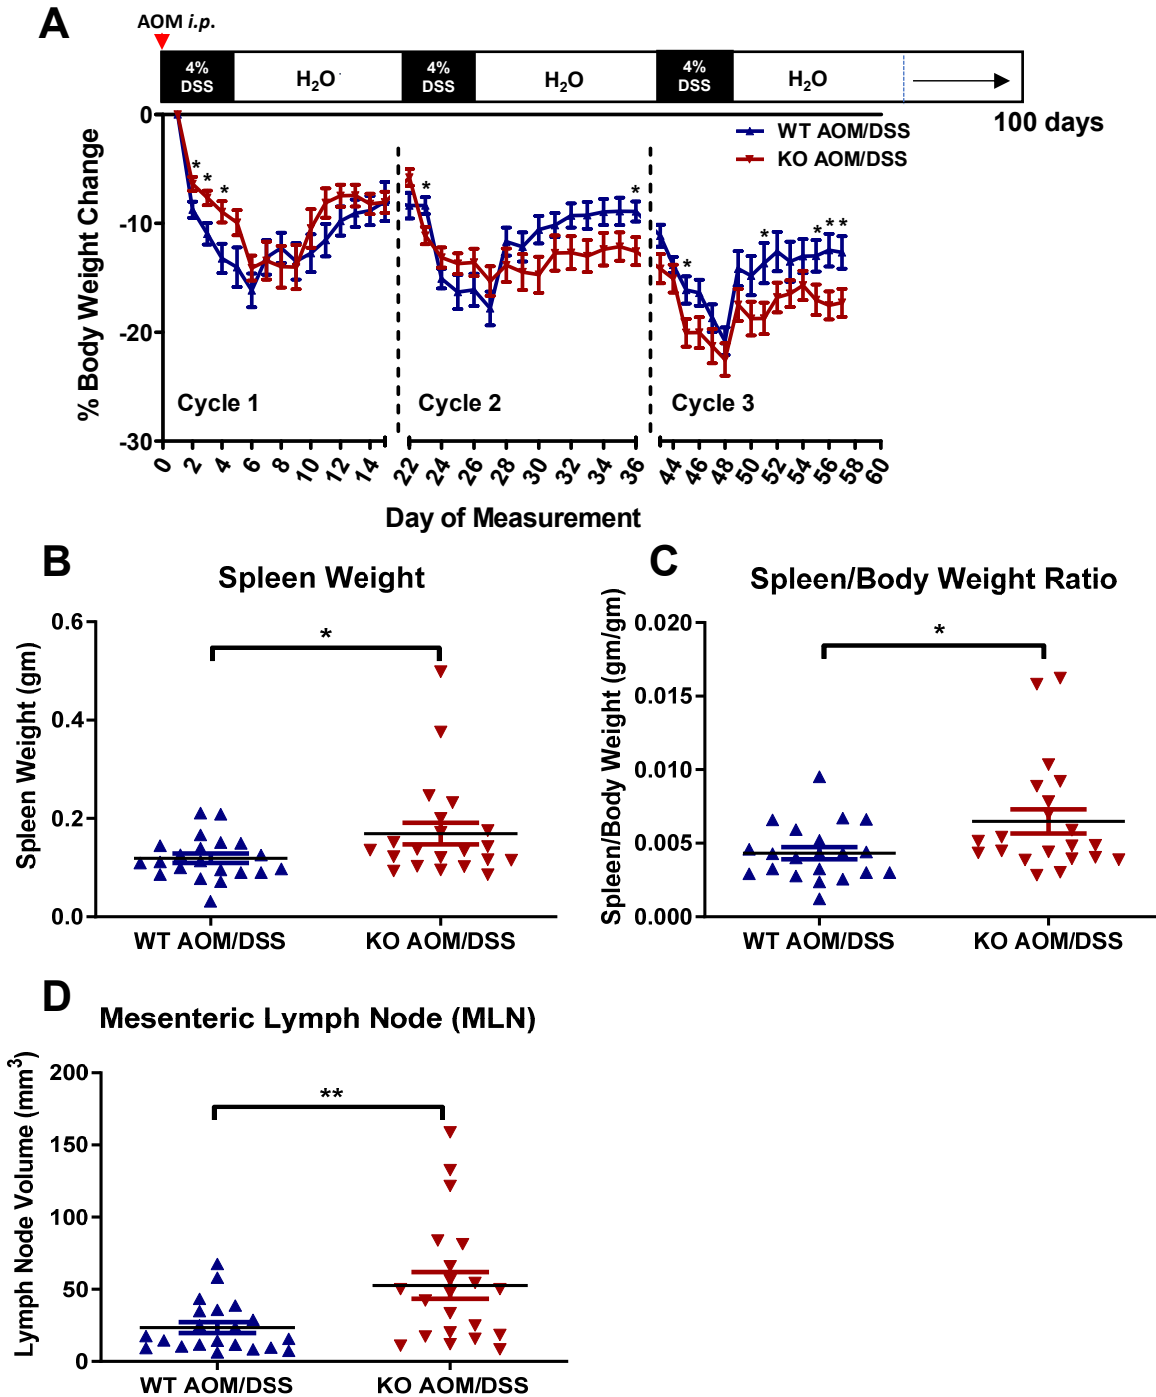 A
AOM i.p.
4% DSS
H₂O
4% DSS
H₂O
4% DSS
H₂O
100 days
WT AOM/DSS
KO AOM/DSS
% Body Weight Change
0
-10
-20
-30
* * * * * * * * * *
Cycle 1
Cycle 2
Cycle 3
0 2 4 6 8 10 12 14 22 24 26 28 30 32 34 36 44 46 48 50 52 54 56 58 60
Day of Measurement
B
Spleen Weight
Spleen Weight (gm)
0.6
0.4
0.2
0.0
*
WT AOM/DSS
KO AOM/DSS
C
Spleen/Body Weight Ratio
Spleen/Body Weight (gm/gm)
0.020
0.015
0.010
0.005
0.000
*
WT AOM/DSS
KO AOM/DSS
D
Mesenteric Lymph Node (MLN)
Lymph Node Volume (mm³)
200
150
100
50
0
**
WT AOM/DSS
KO AOM/DSS